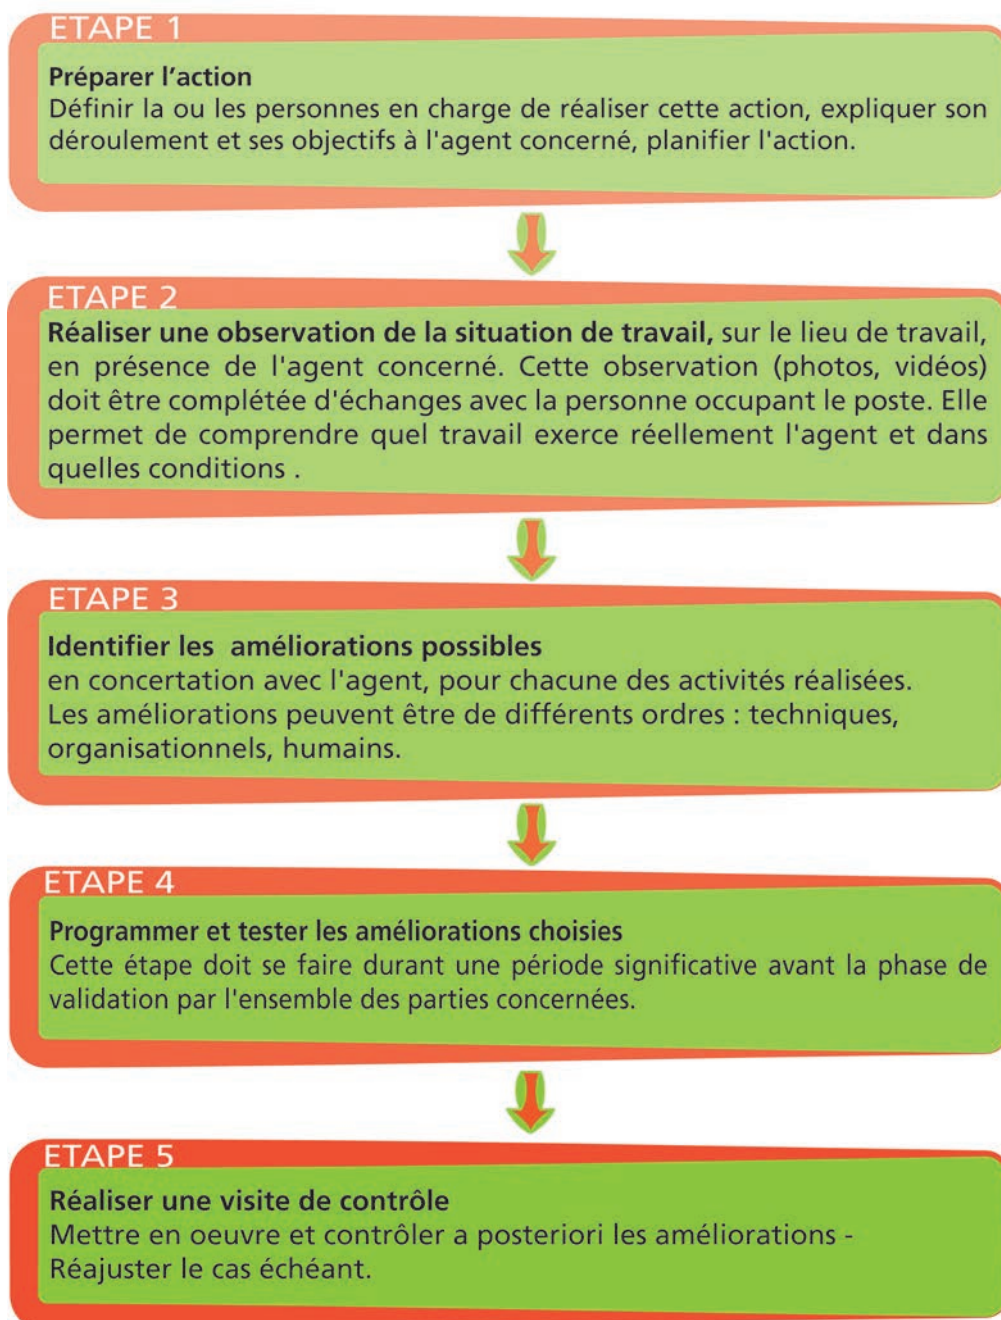 ETAPE 1
Préparer l’action
Définir la ou les personnes en charge de réaliser cette action, expliquer son
déroulement et ses objectifs à l'agent concerné, planifier l'action.
ETAPE 2
Réaliser une observation de la situation de travail, sur le lieu de travail,
en présence de l'agent concerné. Cette observation (photos, vidéos)
doit être complétée d'échanges avec la personne occupant le poste. Elle
permet de comprendre quel travail exerce réellement l'agent et dans
quelles conditions .
ETAPE 3
Identifier les  améliorations possibles
en concertation avec l'agent, pour chacune des activités réalisées.
Les améliorations peuvent être de différents ordres : techniques,
organisationnels, humains.
ETAPE 4
Programmer et tester les améliorations choisies
Cette étape doit se faire durant une période significative avant la phase de
validation par l'ensemble des parties concernées.
ETAPE 5
Réaliser une visite de contrôle
Mettre en oeuvre et contrôler a posteriori les améliorations -
Réajuster le cas échéant.